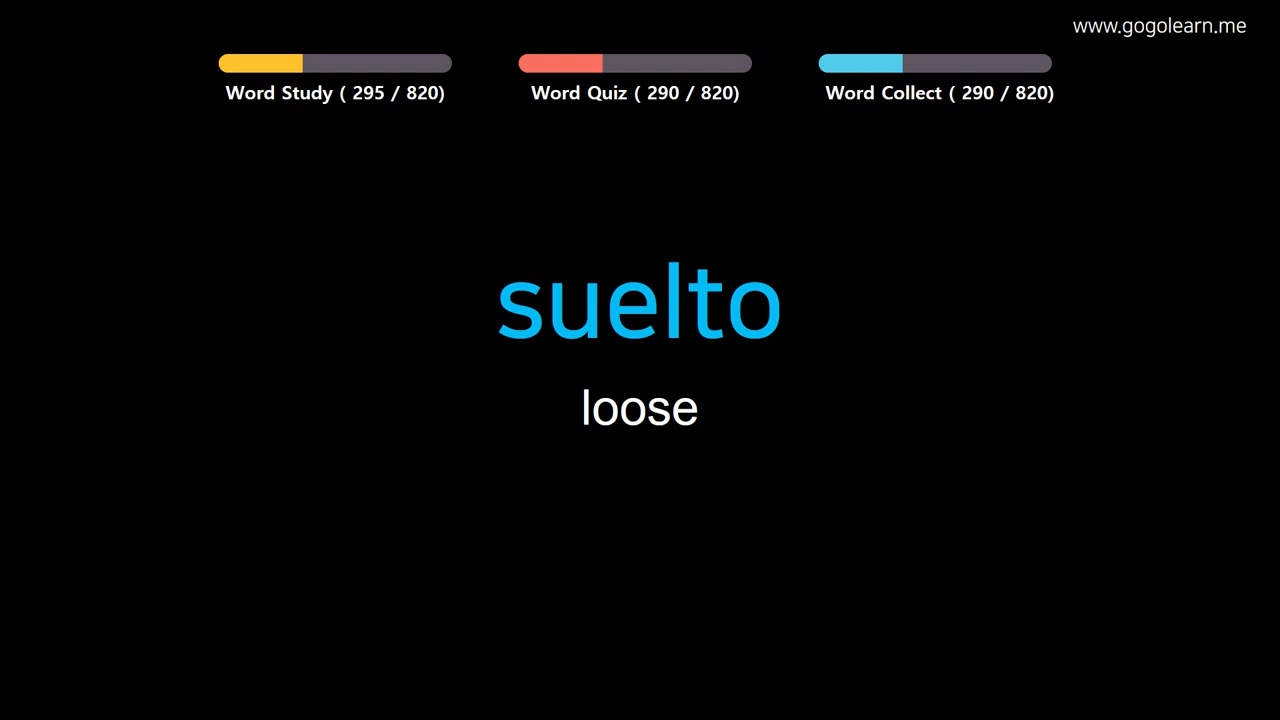 www.gogolearn.me
Word Study ( 295 / 820)
Word Quiz ( 290 / 820)
Word Collect ( 290 / 820)
suelto
loose